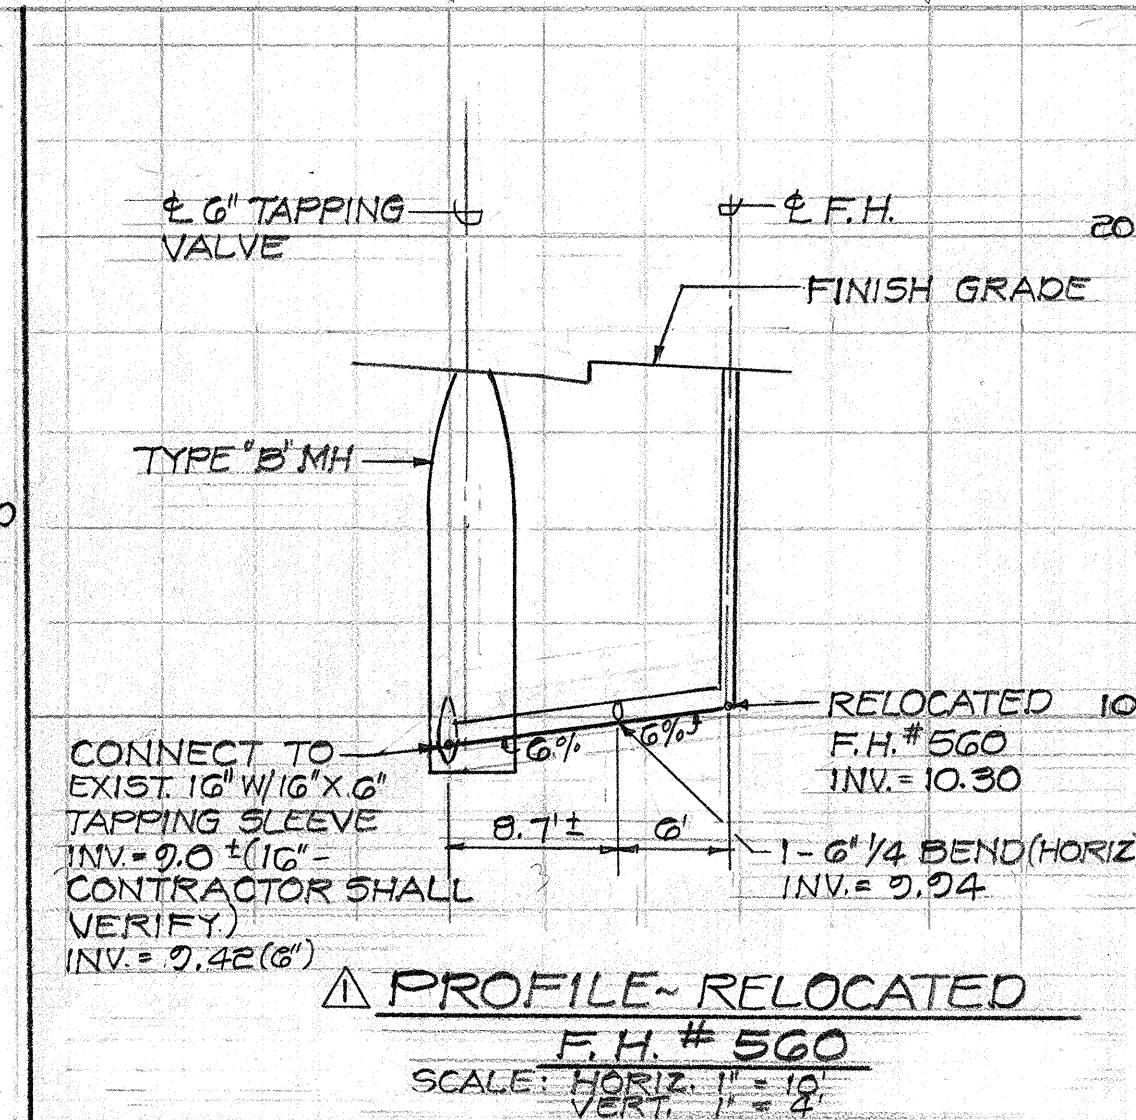 ℄ 6" TAPPING
VALVE
℄ F.H.
20
FINISH GRADE
TYPE "B" MH
RELOCATED
F.H. # 560
INV. = 10.30
10
CONNECT TO
EXIST. 16" W/16" X 6"
TAPPING SLEEVE
INV. = 9.0 ± (16" -
CONTRACTOR SHALL
VERIFY.)
INV. = 9.42 (6")
6%
6% ±
8.7' ±
6'
1 - 6" 1/4 BEND (HORIZ
INV. = 9.94
1 PROFILE ~ RELOCATED
F. H. # 560
SCALE: HORIZ. 1" = 10'
VERT. 1" = 4'